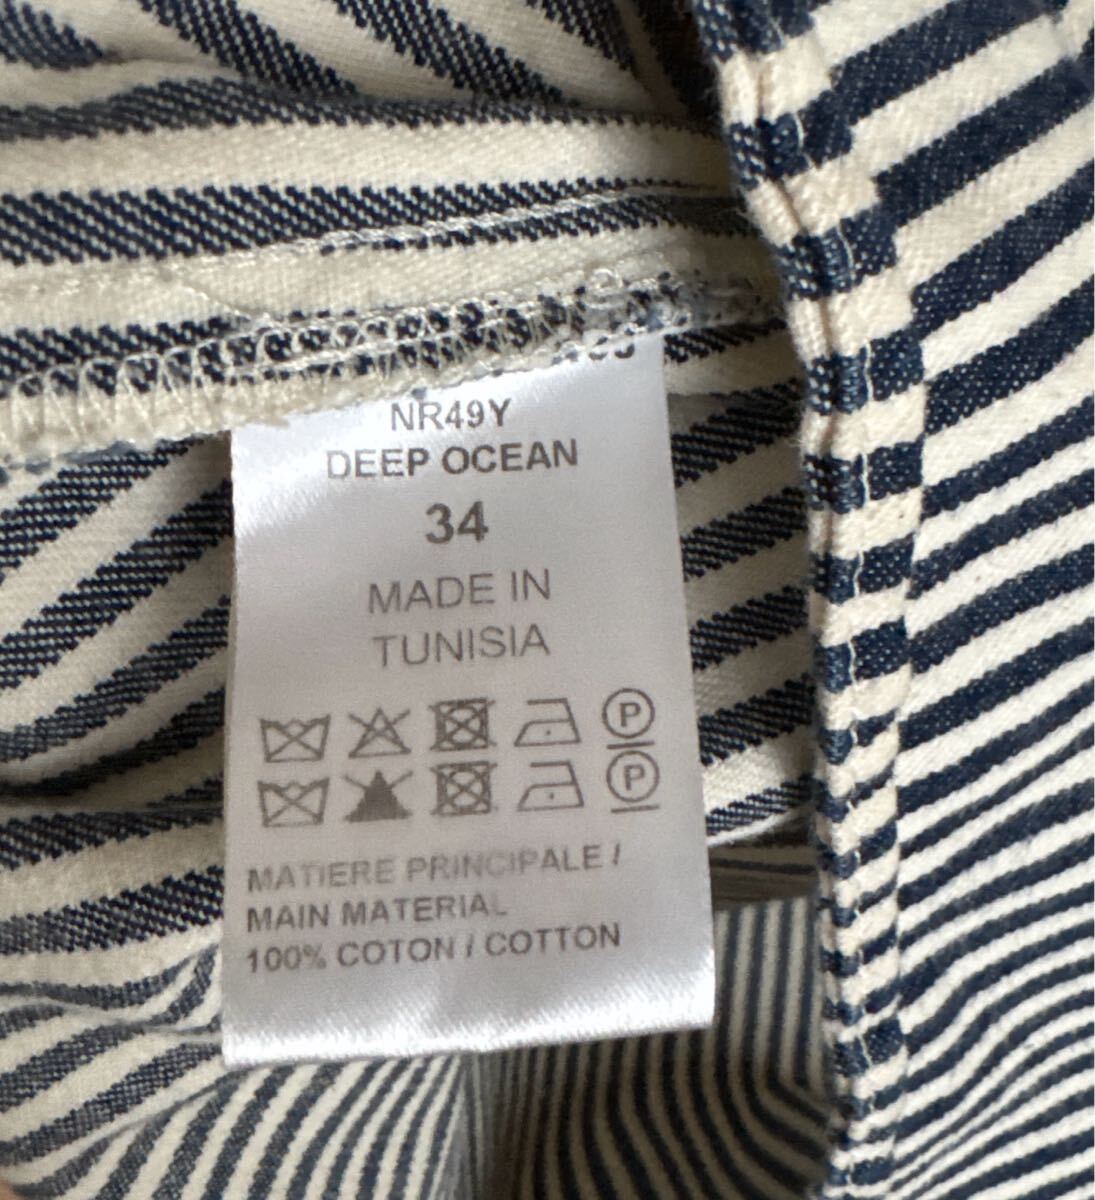 NR49Y
DEEP OCEAN
34
MADE IN
TUNISIA
P
P
MATIERE PRINCIPALE /
MAIN MATERIAL
100% COTON / COTTON